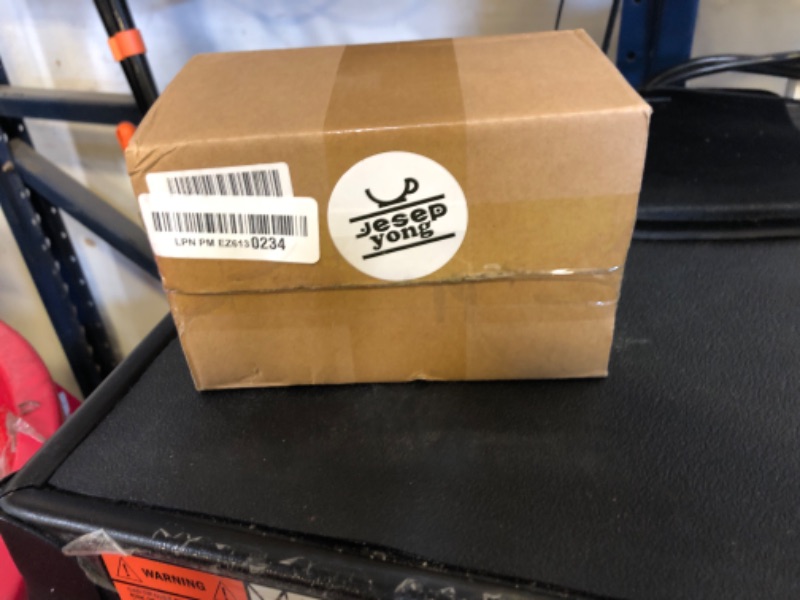 LPN PM EZ6130234
Jesep
yong
WARNING